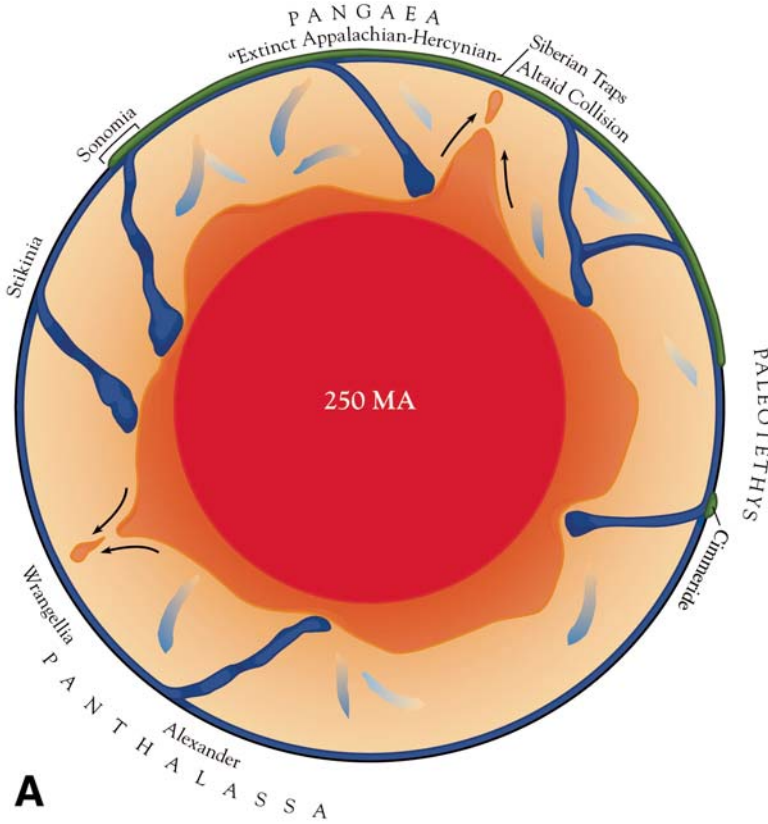 PANGAEA
“Extinct Appalachian-Hercynian-
Altaid Collision
Siberian Traps
Sonomia
Stikinia
250 MA
PALEOTETHYS
Cimmeride
Wrangellia
Alexander
PANTHALASSA
A